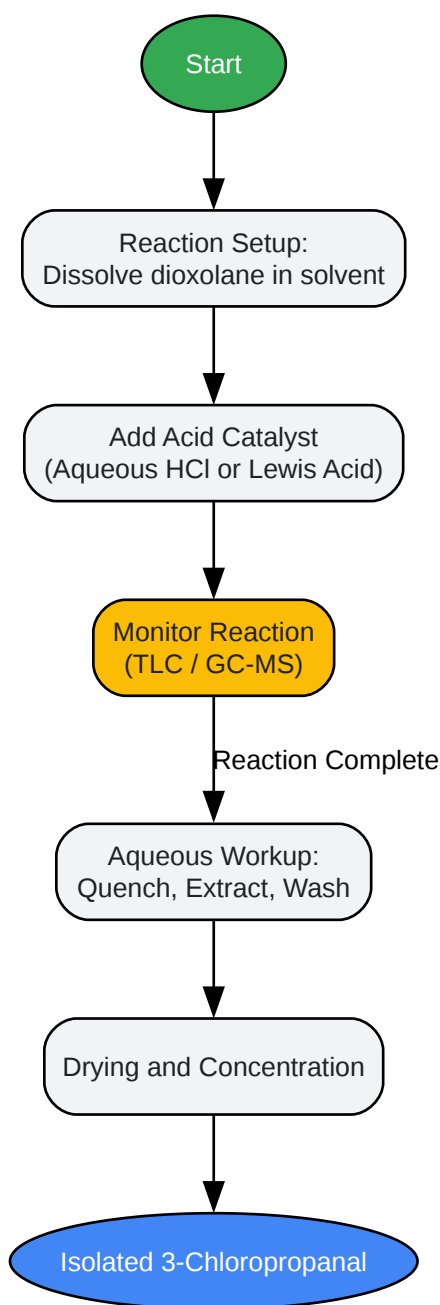 Start
Reaction Setup:
Dissolve dioxolane in solvent
Add Acid Catalyst
(Aqueous HCl or Lewis Acid)
Monitor Reaction
(TLC / GC-MS)
Reaction Complete
Aqueous Workup:
Quench, Extract, Wash
Drying and Concentration
Isolated 3-Chloropropanal